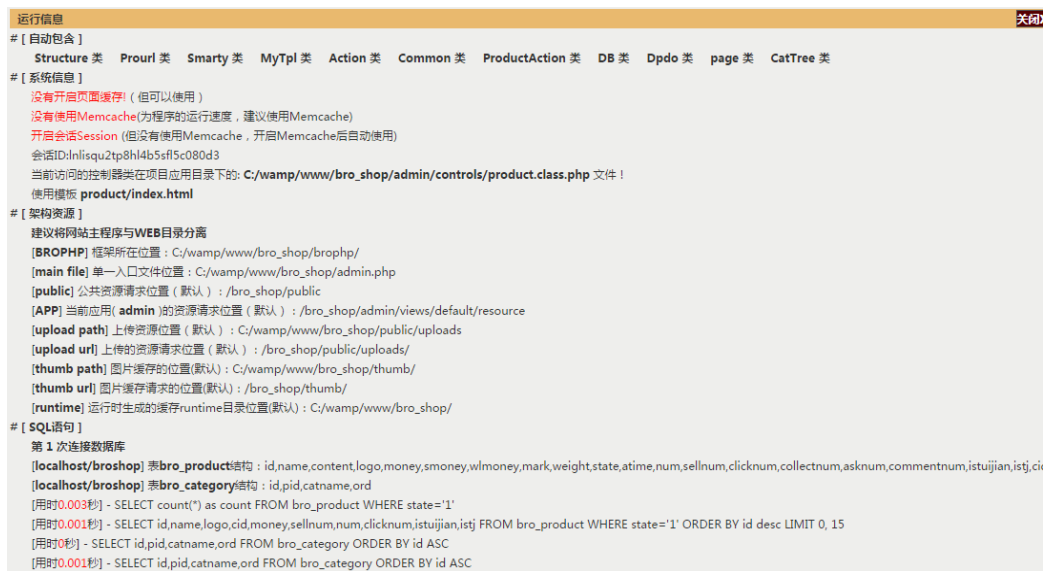 运行信息 关闭X
# [ 自动包含 ]
Structure 类 Prourl 类 Smarty 类 MyTpl 类 Action 类 Common 类 ProductAction 类 DB 类 Dpdo 类 page 类 CatTree 类
# [ 系统信息 ]
没有开启页面缓存! ( 但可以使用 )
没有使用Memcache(为程序的运行速度，建议使用Memcache)
开启会话Session (但没有使用Memcache，开启Memcache后自动使用)
会话ID:lnlisqu2tp8hl4b5sfl5c080d3
当前访问的控制器类在项目应用目录下的: C:/wamp/www/bro_shop/admin/controls/product.class.php 文件！
使用模板 product/index.html
# [ 架构资源 ]
建议将网站主程序与WEB目录分离
[BROPHP] 框架所在位置：C:/wamp/www/bro_shop/brophp/
[main file] 单一入口文件位置：C:/wamp/www/bro_shop/admin.php
[public] 公共资源请求位置（默认）：/bro_shop/public
[APP] 当前应用( admin )的资源请求位置（默认）：/bro_shop/admin/views/default/resource
[upload path] 上传资源位置（默认）：C:/wamp/www/bro_shop/public/uploads
[upload url] 上传的资源请求位置（默认）：/bro_shop/public/uploads/
[thumb path] 图片缓存的位置(默认)：C:/wamp/www/bro_shop/thumb/
[thumb url] 图片缓存请求的位置(默认)：/bro_shop/thumb/
[runtime] 运行时生成的缓存runtime目录位置(默认)：C:/wamp/www/bro_shop/
# [ SQL语句 ]
第 1 次连接数据库
[localhost/broshop] 表bro_product结构：id,name,content,logo,money,smoney,wlmoney,mark,weight,state,atime,num,sellnum,clicknum,collectnum,asknum,commentnum,istuijian,istj,cid
[localhost/broshop] 表bro_category结构：id,pid,catname,ord
[用时0.003秒] - SELECT count(*) as count FROM bro_product WHERE state='1'
[用时0.001秒] - SELECT id,name,logo,cid,money,sellnum,num,clicknum,istuijian,istj FROM bro_product WHERE state='1' ORDER BY id desc LIMIT 0, 15
[用时0秒] - SELECT id,pid,catname,ord FROM bro_category ORDER BY id ASC
[用时0.001秒] - SELECT id,pid,catname,ord FROM bro_category ORDER BY id ASC